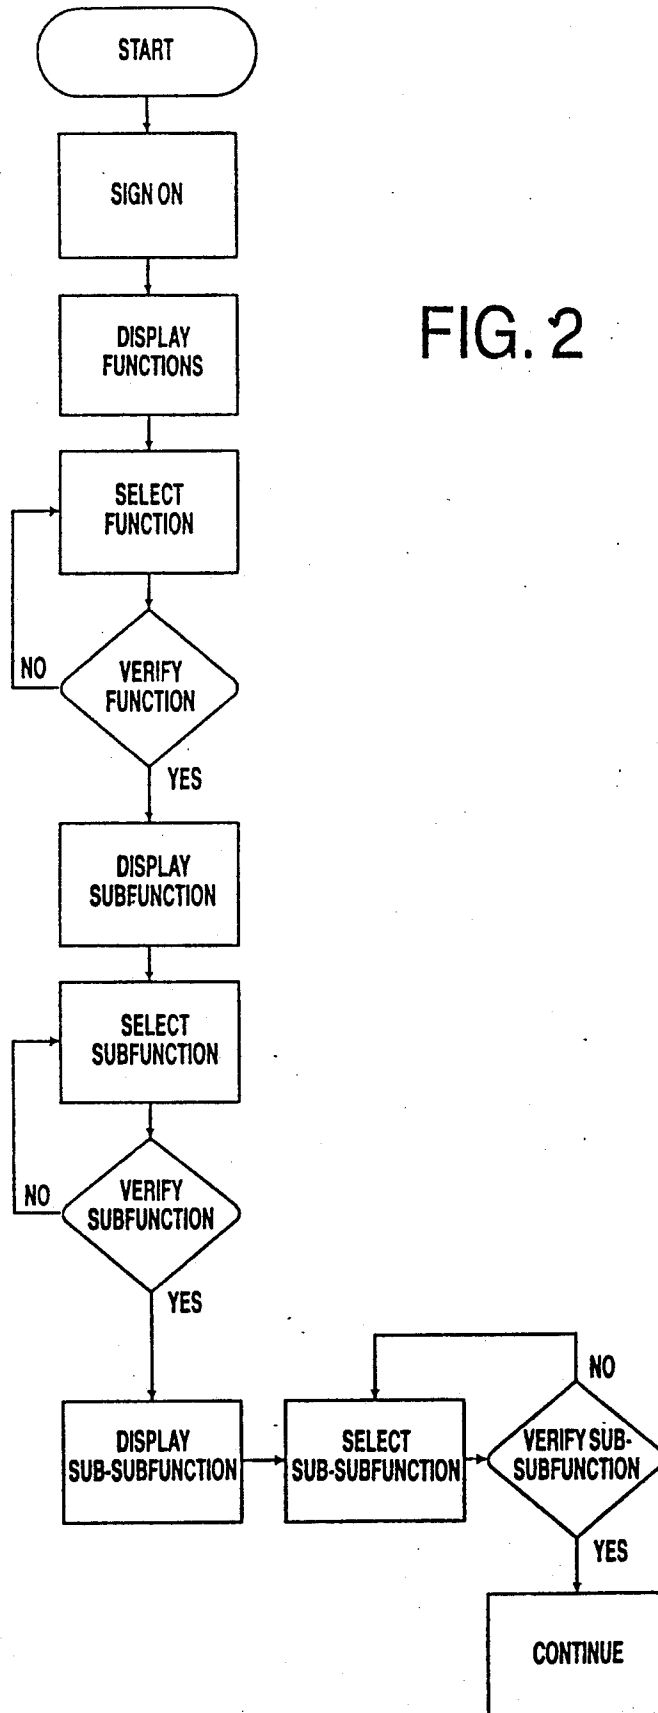 START
SIGN ON
DISPLAY
FUNCTIONS
FIG. 2
SELECT
FUNCTION
NO
VERIFY
FUNCTION
YES
DISPLAY
SUBFUNCTION
SELECT
SUBFUNCTION
NO
VERIFY
SUBFUNCTION
YES
DISPLAY
SUB-SUBFUNCTION
SELECT
SUB-SUBFUNCTION
NO
VERIFY SUB-
SUBFUNCTION
YES
CONTINUE